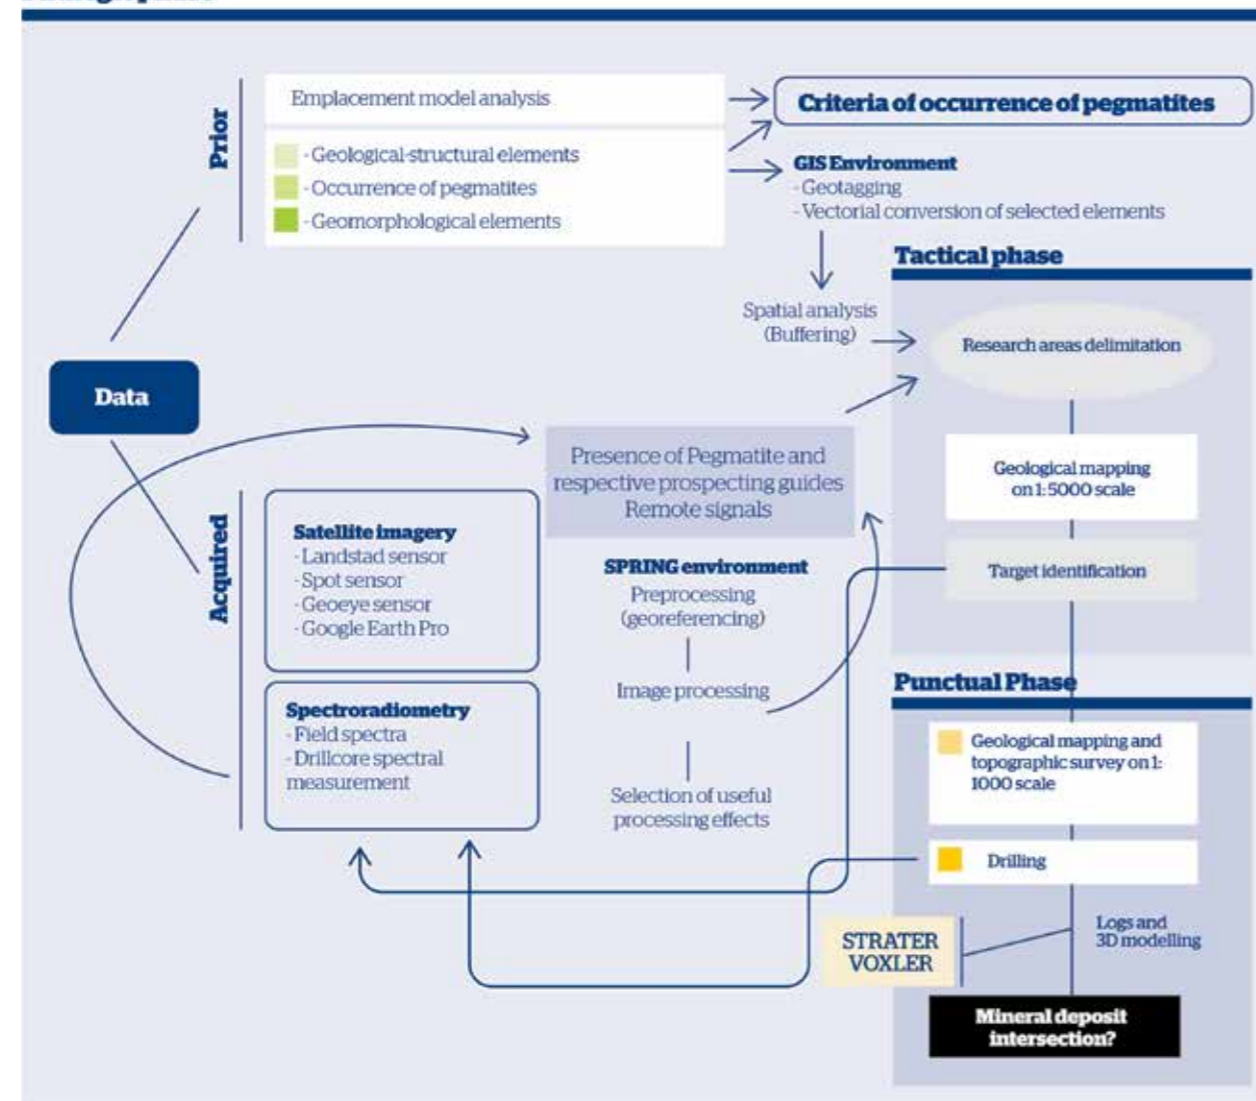 Prior
Emplacement model analysis
- Geological-structural elements
- Occurrence of pegmatites
- Geomorphological elements
Criteria of occurrence of pegmatites
GIS Environment
- Geotagging
- Vectorial conversion of selected elements
Spatial analysis
(Buffering)
Tactical phase
Research areas delimitation
Geological mapping
on 1: 5000 scale
Target identification
Data
Acquired
Satellite imagery
- Landstad sensor
- Spot sensor
- Geoeye sensor
- Google Earth Pro
Spectroradiometry
- Field spectra
- Drillcore spectral
measurement
Presence of Pegmatite and
respective prospecting guides
Remote signals
SPRING environment
Preprocessing
(georeferencing)
Image processing
Selection of useful
processing effects
Punctual Phase
Geological mapping and
topographic survey on 1:
1000 scale
Drilling
Logs and
3D modelling
STRATER
VOXLER
Mineral deposit
intersection?